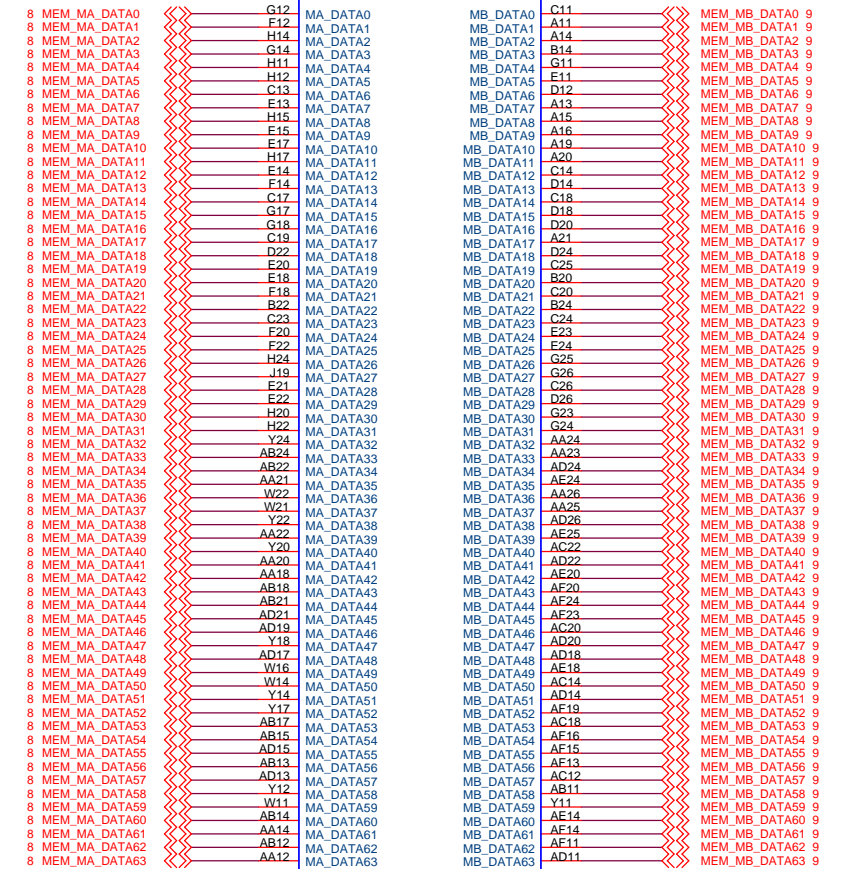 8 MEM_MA_DATA0 G12 MA_DATA0 MB_DATA0 C11 MEM_MB_DATA0 9
8 MEM_MA_DATA1 F12 MA_DATA1 MB_DATA1 A11 MEM_MB_DATA1 9
8 MEM_MA_DATA2 H14 MA_DATA2 MB_DATA2 A14 MEM_MB_DATA2 9
8 MEM_MA_DATA3 G14 MA_DATA3 MB_DATA3 B14 MEM_MB_DATA3 9
8 MEM_MA_DATA4 H11 MA_DATA4 MB_DATA4 G11 MEM_MB_DATA4 9
8 MEM_MA_DATA5 H12 MA_DATA5 MB_DATA5 E11 MEM_MB_DATA5 9
8 MEM_MA_DATA6 C13 MA_DATA6 MB_DATA6 D12 MEM_MB_DATA6 9
8 MEM_MA_DATA7 E13 MA_DATA7 MB_DATA7 A13 MEM_MB_DATA7 9
8 MEM_MA_DATA8 H15 MA_DATA8 MB_DATA8 A15 MEM_MB_DATA8 9
8 MEM_MA_DATA9 E15 MA_DATA9 MB_DATA9 A16 MEM_MB_DATA9 9
8 MEM_MA_DATA10 E17 MA_DATA10 MB_DATA10 A19 MEM_MB_DATA10 9
8 MEM_MA_DATA11 H17 MA_DATA11 MB_DATA11 A20 MEM_MB_DATA11 9
8 MEM_MA_DATA12 E14 MA_DATA12 MB_DATA12 C14 MEM_MB_DATA12 9
8 MEM_MA_DATA13 F14 MA_DATA13 MB_DATA13 D14 MEM_MB_DATA13 9
8 MEM_MA_DATA14 C17 MA_DATA14 MB_DATA14 C18 MEM_MB_DATA14 9
8 MEM_MA_DATA15 G17 MA_DATA15 MB_DATA15 D18 MEM_MB_DATA15 9
8 MEM_MA_DATA16 G18 MA_DATA16 MB_DATA16 D20 MEM_MB_DATA16 9
8 MEM_MA_DATA17 C19 MA_DATA17 MB_DATA17 A21 MEM_MB_DATA17 9
8 MEM_MA_DATA18 D22 MA_DATA18 MB_DATA18 D24 MEM_MB_DATA18 9
8 MEM_MA_DATA19 E20 MA_DATA19 MB_DATA19 C25 MEM_MB_DATA19 9
8 MEM_MA_DATA20 E18 MA_DATA20 MB_DATA20 B20 MEM_MB_DATA20 9
8 MEM_MA_DATA21 F18 MA_DATA21 MB_DATA21 C20 MEM_MB_DATA21 9
8 MEM_MA_DATA22 B22 MA_DATA22 MB_DATA22 B24 MEM_MB_DATA22 9
8 MEM_MA_DATA23 C23 MA_DATA23 MB_DATA23 C24 MEM_MB_DATA23 9
8 MEM_MA_DATA24 F20 MA_DATA24 MB_DATA24 E23 MEM_MB_DATA24 9
8 MEM_MA_DATA25 F22 MA_DATA25 MB_DATA25 E24 MEM_MB_DATA25 9
8 MEM_MA_DATA26 H24 MA_DATA26 MB_DATA26 G25 MEM_MB_DATA26 9
8 MEM_MA_DATA27 J19 MA_DATA27 MB_DATA27 G26 MEM_MB_DATA27 9
8 MEM_MA_DATA28 E21 MA_DATA28 MB_DATA28 C26 MEM_MB_DATA28 9
8 MEM_MA_DATA29 E22 MA_DATA29 MB_DATA29 D26 MEM_MB_DATA29 9
8 MEM_MA_DATA30 H20 MA_DATA30 MB_DATA30 G23 MEM_MB_DATA30 9
8 MEM_MA_DATA31 H22 MA_DATA31 MB_DATA31 G24 MEM_MB_DATA31 9
8 MEM_MA_DATA32 Y24 MA_DATA32 MB_DATA32 AA24 MEM_MB_DATA32 9
8 MEM_MA_DATA33 AB24 MA_DATA33 MB_DATA33 AA23 MEM_MB_DATA33 9
8 MEM_MA_DATA34 AB22 MA_DATA34 MB_DATA34 AD24 MEM_MB_DATA34 9
8 MEM_MA_DATA35 AA21 MA_DATA35 MB_DATA35 AE24 MEM_MB_DATA35 9
8 MEM_MA_DATA36 W22 MA_DATA36 MB_DATA36 AA26 MEM_MB_DATA36 9
8 MEM_MA_DATA37 W21 MA_DATA37 MB_DATA37 AA25 MEM_MB_DATA37 9
8 MEM_MA_DATA38 Y22 MA_DATA38 MB_DATA38 AD26 MEM_MB_DATA38 9
8 MEM_MA_DATA39 AA22 MA_DATA39 MB_DATA39 AE25 MEM_MB_DATA39 9
8 MEM_MA_DATA40 Y20 MA_DATA40 MB_DATA40 AC22 MEM_MB_DATA40 9
8 MEM_MA_DATA41 AA20 MA_DATA41 MB_DATA41 AD22 MEM_MB_DATA41 9
8 MEM_MA_DATA42 AA18 MA_DATA42 MB_DATA42 AE20 MEM_MB_DATA42 9
8 MEM_MA_DATA43 AB18 MA_DATA43 MB_DATA43 AF20 MEM_MB_DATA43 9
8 MEM_MA_DATA44 AB21 MA_DATA44 MB_DATA44 AF24 MEM_MB_DATA44 9
8 MEM_MA_DATA45 AD21 MA_DATA45 MB_DATA45 AF23 MEM_MB_DATA45 9
8 MEM_MA_DATA46 AD19 MA_DATA46 MB_DATA46 AC20 MEM_MB_DATA46 9
8 MEM_MA_DATA47 Y18 MA_DATA47 MB_DATA47 AD20 MEM_MB_DATA47 9
8 MEM_MA_DATA48 AD17 MA_DATA48 MB_DATA48 AD18 MEM_MB_DATA48 9
8 MEM_MA_DATA49 W16 MA_DATA49 MB_DATA49 AE18 MEM_MB_DATA49 9
8 MEM_MA_DATA50 W14 MA_DATA50 MB_DATA50 AC14 MEM_MB_DATA50 9
8 MEM_MA_DATA51 Y14 MA_DATA51 MB_DATA51 AD14 MEM_MB_DATA51 9
8 MEM_MA_DATA52 Y17 MA_DATA52 MB_DATA52 AF19 MEM_MB_DATA52 9
8 MEM_MA_DATA53 AB17 MA_DATA53 MB_DATA53 AC18 MEM_MB_DATA53 9
8 MEM_MA_DATA54 AB15 MA_DATA54 MB_DATA54 AF16 MEM_MB_DATA54 9
8 MEM_MA_DATA55 AD15 MA_DATA55 MB_DATA55 AF15 MEM_MB_DATA55 9
8 MEM_MA_DATA56 AB13 MA_DATA56 MB_DATA56 AF13 MEM_MB_DATA56 9
8 MEM_MA_DATA57 AD13 MA_DATA57 MB_DATA57 AC12 MEM_MB_DATA57 9
8 MEM_MA_DATA58 Y12 MA_DATA58 MB_DATA58 AB11 MEM_MB_DATA58 9
8 MEM_MA_DATA59 W11 MA_DATA59 MB_DATA59 Y11 MEM_MB_DATA59 9
8 MEM_MA_DATA60 AB14 MA_DATA60 MB_DATA60 AE14 MEM_MB_DATA60 9
8 MEM_MA_DATA61 AA14 MA_DATA61 MB_DATA61 AF14 MEM_MB_DATA61 9
8 MEM_MA_DATA62 AB12 MA_DATA62 MB_DATA62 AF11 MEM_MB_DATA62 9
8 MEM_MA_DATA63 AA12 MA_DATA63 MB_DATA63 AD11 MEM_MB_DATA63 9